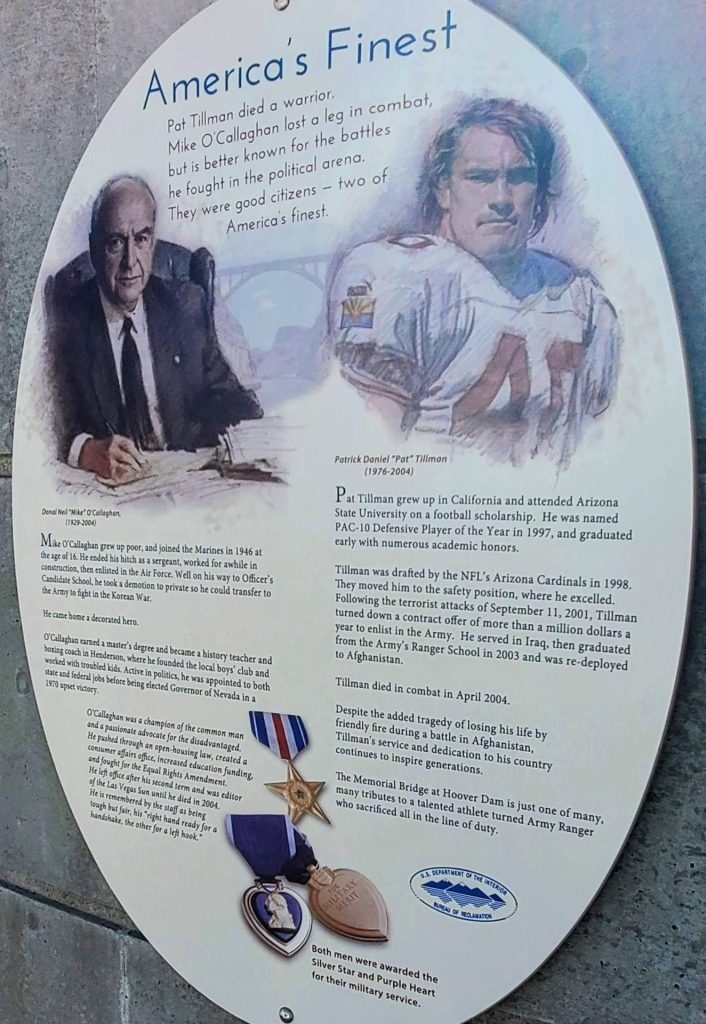 America's Finest
Pat Tillman died a warrior.
Mike O'Callaghan lost a leg in combat,
but is better known for the battles
he fought in the political arena.
They were good citizens – two of
America's finest.
Donal Neil "Mike" O'Callaghan,
(1929-2004)
Mike O'Callaghan grew up poor, and joined the Marines in 1946 at
the age of 16. He ended his hitch as a sergeant, worked for awhile in
construction, then enlisted in the Air Force. Well on his way to Officer's
Candidate School, he took a demotion to private so he could transfer to
the Army to fight in the Korean War.
He came home a decorated hero.
O'Callaghan earned a master's degree and became a history teacher and
boxing coach in Henderson, where he founded the local boys' club and
worked with troubled kids. Active in politics, he was appointed to both
state and federal jobs before being elected Governor of Nevada in a
1970 upset victory.
O'Callaghan was a champion of the common man
and a passionate advocate for the disadvantaged.
He pushed through an open-housing law, created a
consumer affairs office, increased education funding,
and fought for the Equal Rights Amendment.
He left office after his second term and was editor
of the Las Vegas Sun until he died in 2004.
He is remembered by the staff as being
tough but fair, his "right hand ready for a
handshake, the other for a left hook."
Patrick Daniel "Pat" Tillman
(1976-2004)
Pat Tillman grew up in California and attended Arizona
State University on a football scholarship. He was named
PAC-10 Defensive Player of the Year in 1997, and graduated
early with numerous academic honors.
Tillman was drafted by the NFL's Arizona Cardinals in 1998.
They moved him to the safety position, where he excelled.
Following the terrorist attacks of September 11, 2001, Tillman
turned down a contract offer of more than a million dollars a
year to enlist in the Army. He served in Iraq, then graduated
from the Army's Ranger School in 2003 and was re-deployed
to Afghanistan.
Tillman died in combat in April 2004.
Despite the added tragedy of losing his life by
friendly fire during a battle in Afghanistan,
Tillman's service and dedication to his country
continues to inspire generations.
The Memorial Bridge at Hoover Dam is just one of many,
many tributes to a talented athlete turned Army Ranger
who sacrificed all in the line of duty.
FOR
MILITARY
MERIT
U.S. DEPARTMENT OF THE INTERIOR
BUREAU OF RECLAMATION
Both men were awarded the
Silver Star and Purple Heart
for their military service.